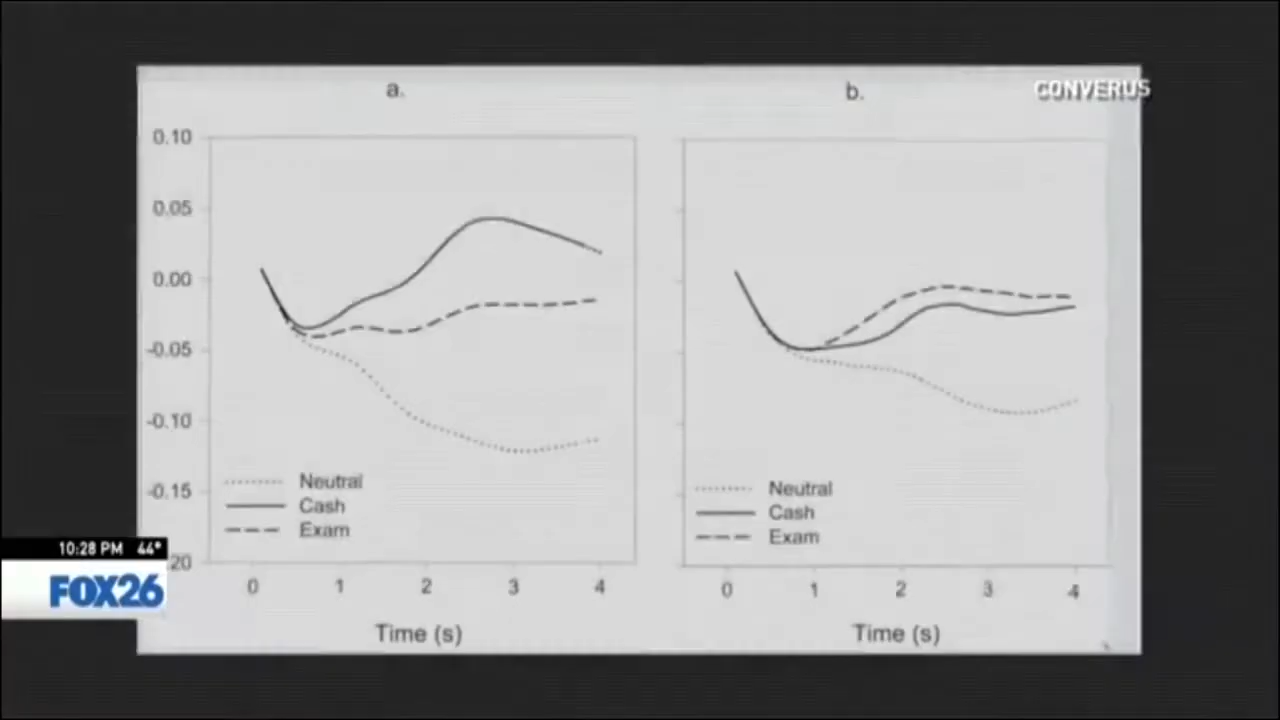 CONVERUS
a.
0.10
0.05
0.00
-0.05
-0.10
-0.15
20
Neutral
Cash
Exam
0 1 2 3 4
Time (s)
b.
Neutral
Cash
Exam
0 1 2 3 4
Time (s)
10:28 PM 44°
FOX26